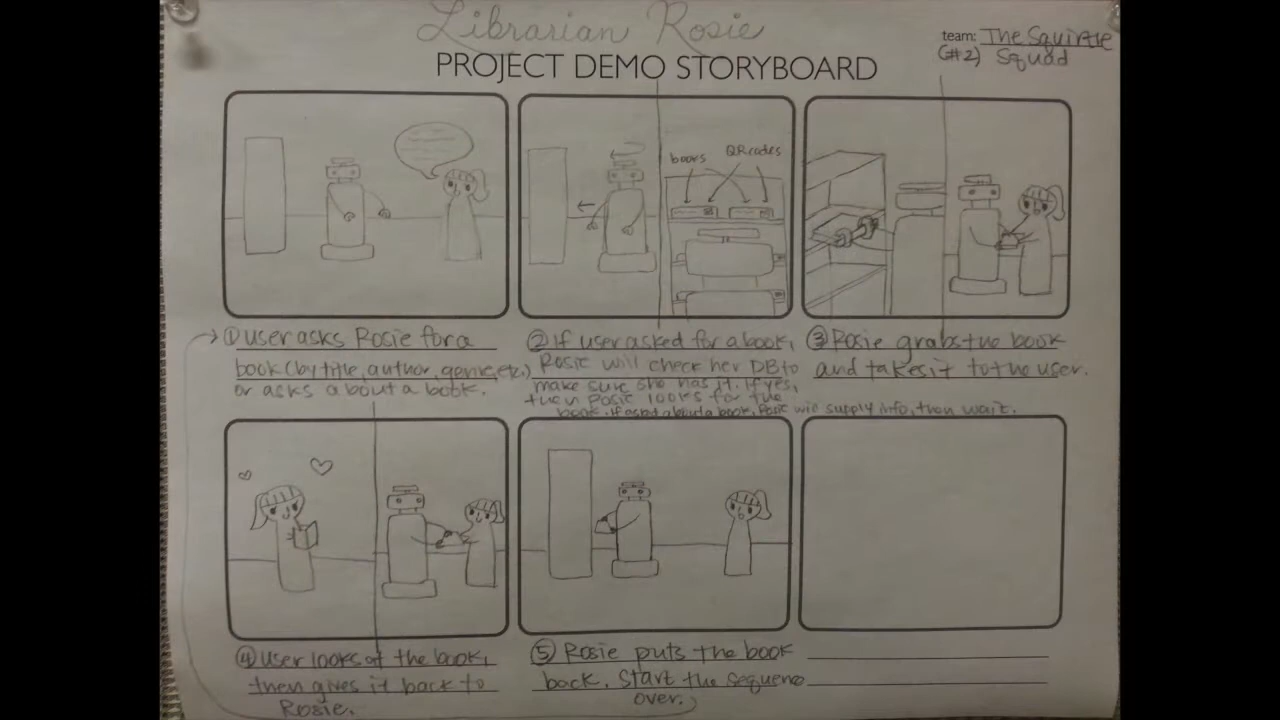 Librarian Rosie
team: The Squirtle
(#2) Squad
PROJECT DEMO STORYBOARD
books QR codes
① User asks Rosie for a
book (by title, author, genre, etc.)
or asks about a book.
② If user asked for a book,
Rosie will check her DB to
make sure she has it. If yes,
then Rosie looks for the
book. If asked about a book, Rosie will supply info, then wait.
③ Rosie grabs the book
and takes it to the user.
④ User looks at the book,
then gives it back to
Rosie.
⑤ Rosie puts the book
back. Start the sequence
over.